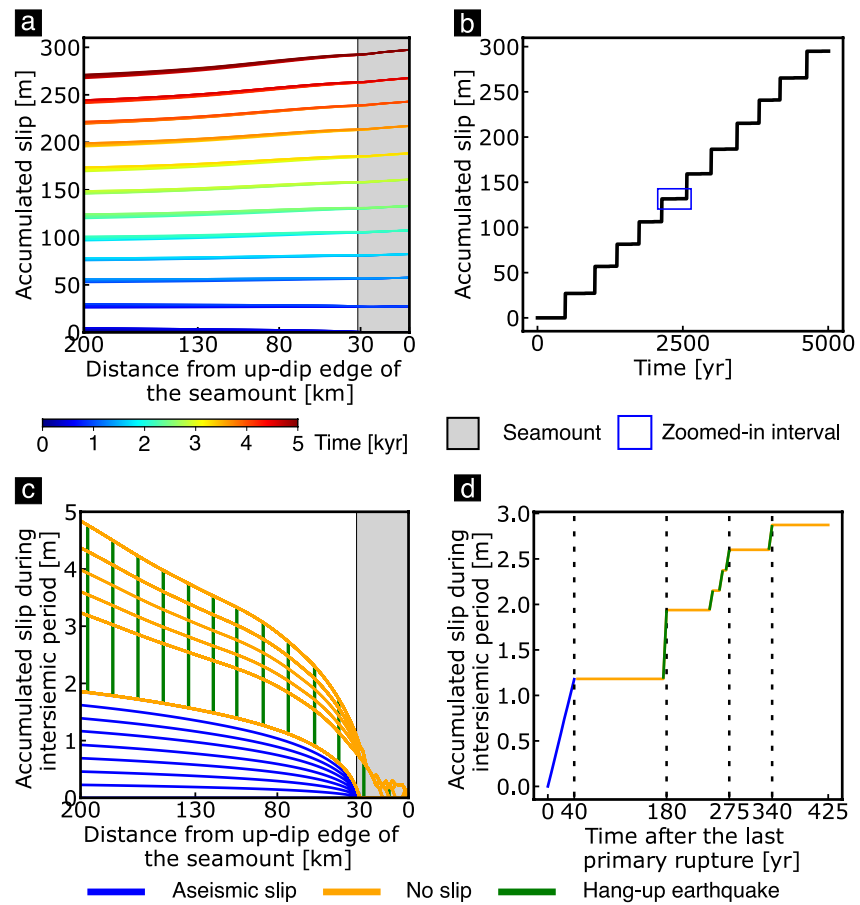 a
Accumulated slip [m]
300
250
200
150
100
50
0
200 130 80 30 0
Distance from up-dip edge of
the seamount [km]
0 1 2 3 4 5 Time [kyr]
b
Accumulated slip [m]
300
250
200
150
100
50
0
0 2500 5000
Time [yr]
Seamount Zoomed-in interval
c
Accumulated slip during
intersiemic period [m]
5
4
3
2
1
0
200 130 80 30 0
Distance from up-dip edge of
the seamount [km]
d
Accumulated slip during
intersiemic period [m]
3.0
2.5
2.0
1.5
1.0
0.5
0.0
0 40 180 275 340 425
Time after the last
primary rupture [yr]
Aseismic slip No slip Hang-up earthquake